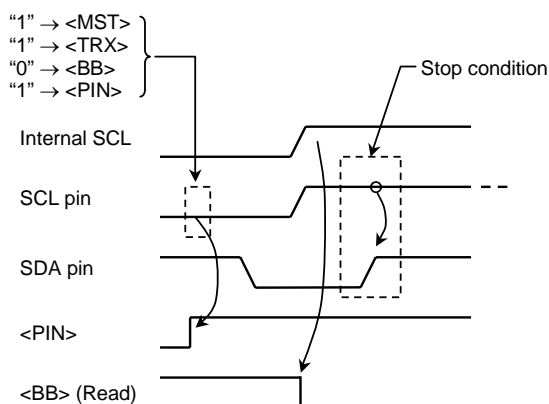 “1” → <MST>
“1” → <TRX>
“0” → <BB>
“1” → <PIN>
Stop condition
Internal SCL
SCL pin
SDA pin
<PIN>
<BB> (Read)